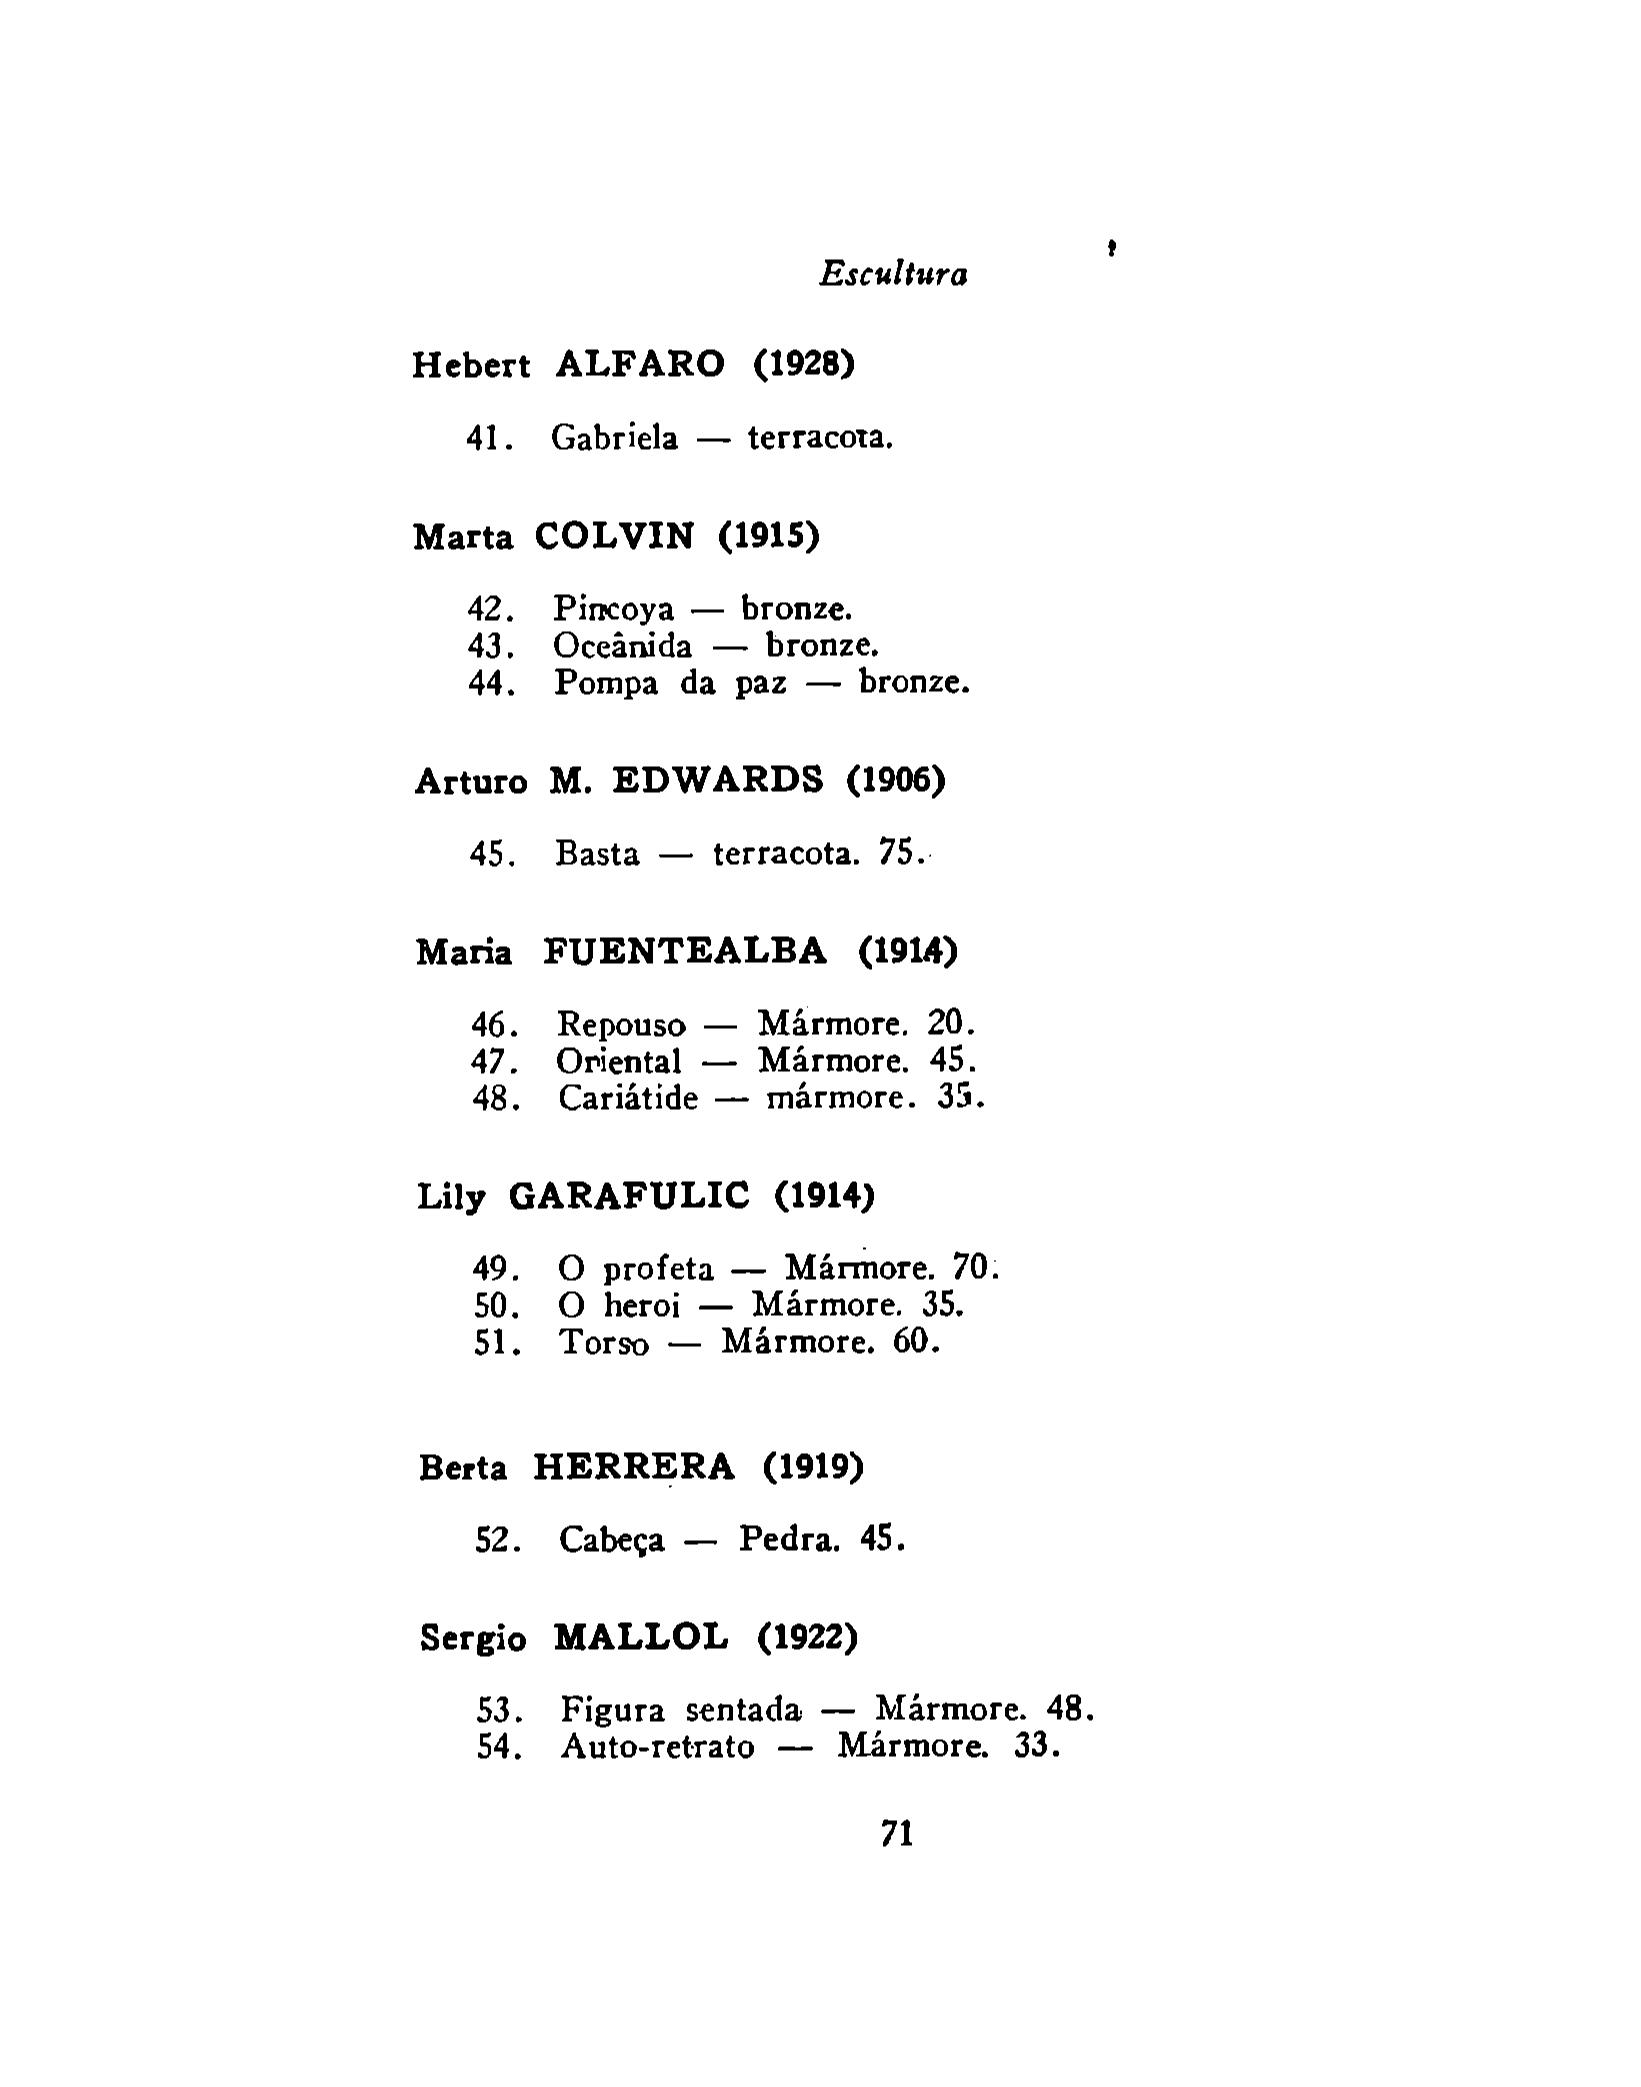 Escultura
Hebert ALFARO (1928)
41. Gabriela — terracota.
Marta COLVIN (1915)
42. Pincoya — bronze.
43. Oceânida — bronze.
44. Pompa da paz — bronze.
Arturo M. EDWARDS (1906)
45. Basta — terracota. 75.
Maria FUENTEALBA (1914)
46. Repouso — Mármore. 20.
47. Oriental — Mármore. 45.
48. Cariátide — mármore. 35.
Lily GARAFULIC (1914)
49. O profeta — Mármore. 70.
50. O heroi — Mármore. 35.
51. Torso — Mármore. 60.
Berta HERRERA (1919)
52. Cabeça — Pedra. 45.
Sergio MALLOL (1922)
53. Figura sentada — Mármore. 48.
54. Auto-retrato — Mármore. 33.
71